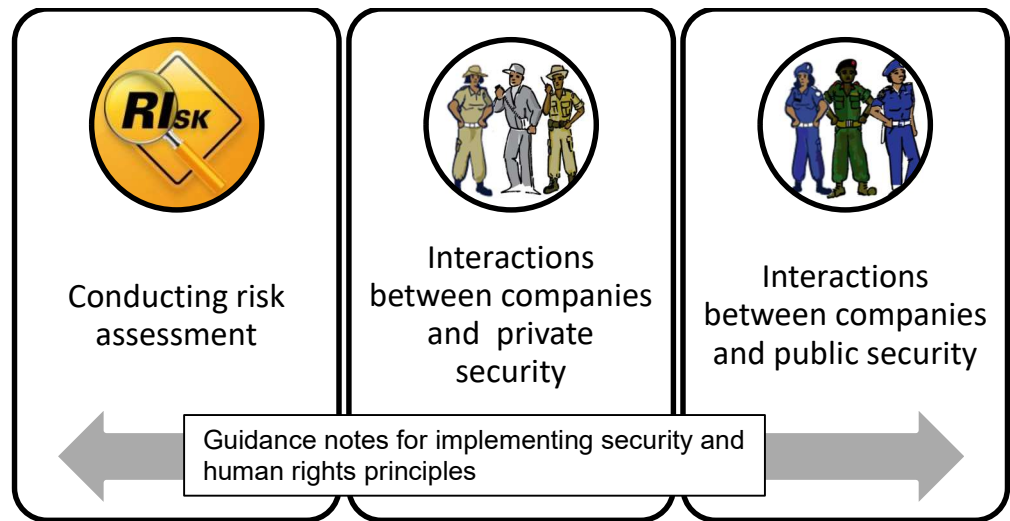 RISK
Conducting risk
assessment
Interactions
between companies
and  private
security
Interactions
between companies
and public security
Guidance notes for implementing security and
human rights principles